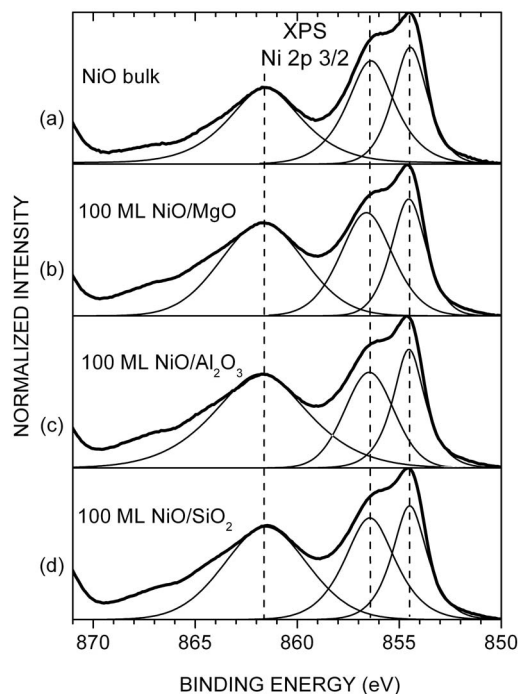 XPS
Ni 2p 3/2
NiO bulk
(a)
100 ML NiO/MgO
(b)
100 ML NiO/Al₂O₃
(c)
100 ML NiO/SiO₂
(d)
NORMALIZED INTENSITY
870 865 860 855 850
BINDING ENERGY (eV)